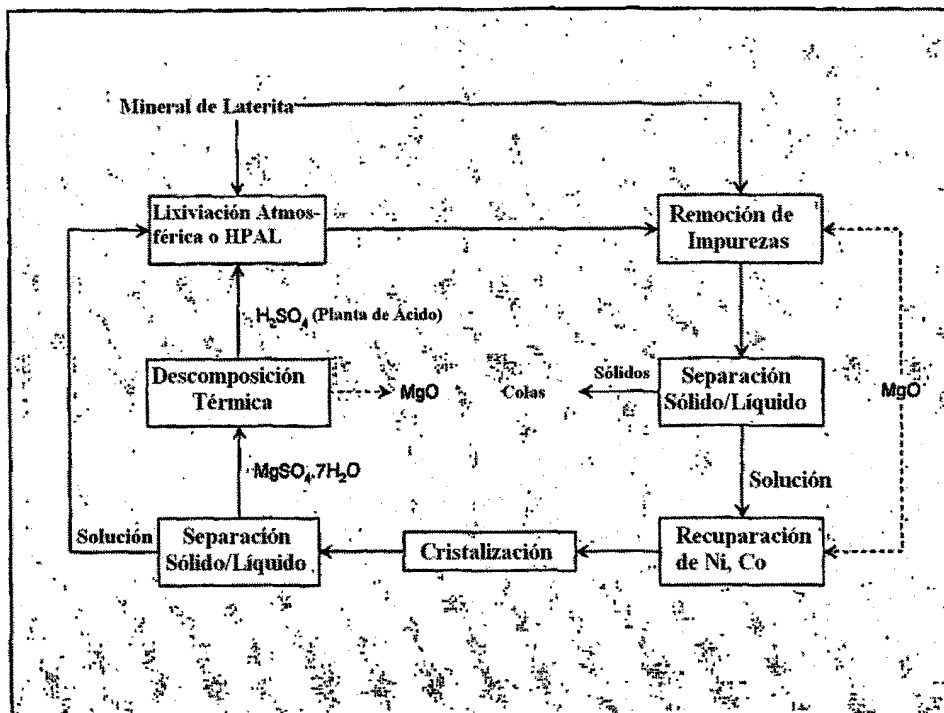 Mineral de Laterita
Lixiviación Atmos-
férica o HPAL
Remoción de
Impurezas
H₂SO₄ (Planta de Ácido)
Descomposición
Térmica
MgO
Colas
Sólidos
Separación
Sólido/Líquido
MgO
MgSO₄.7H₂O
Solución
Solución
Separación
Sólido/Líquido
Cristalización
Recuparación
de Ni, Co